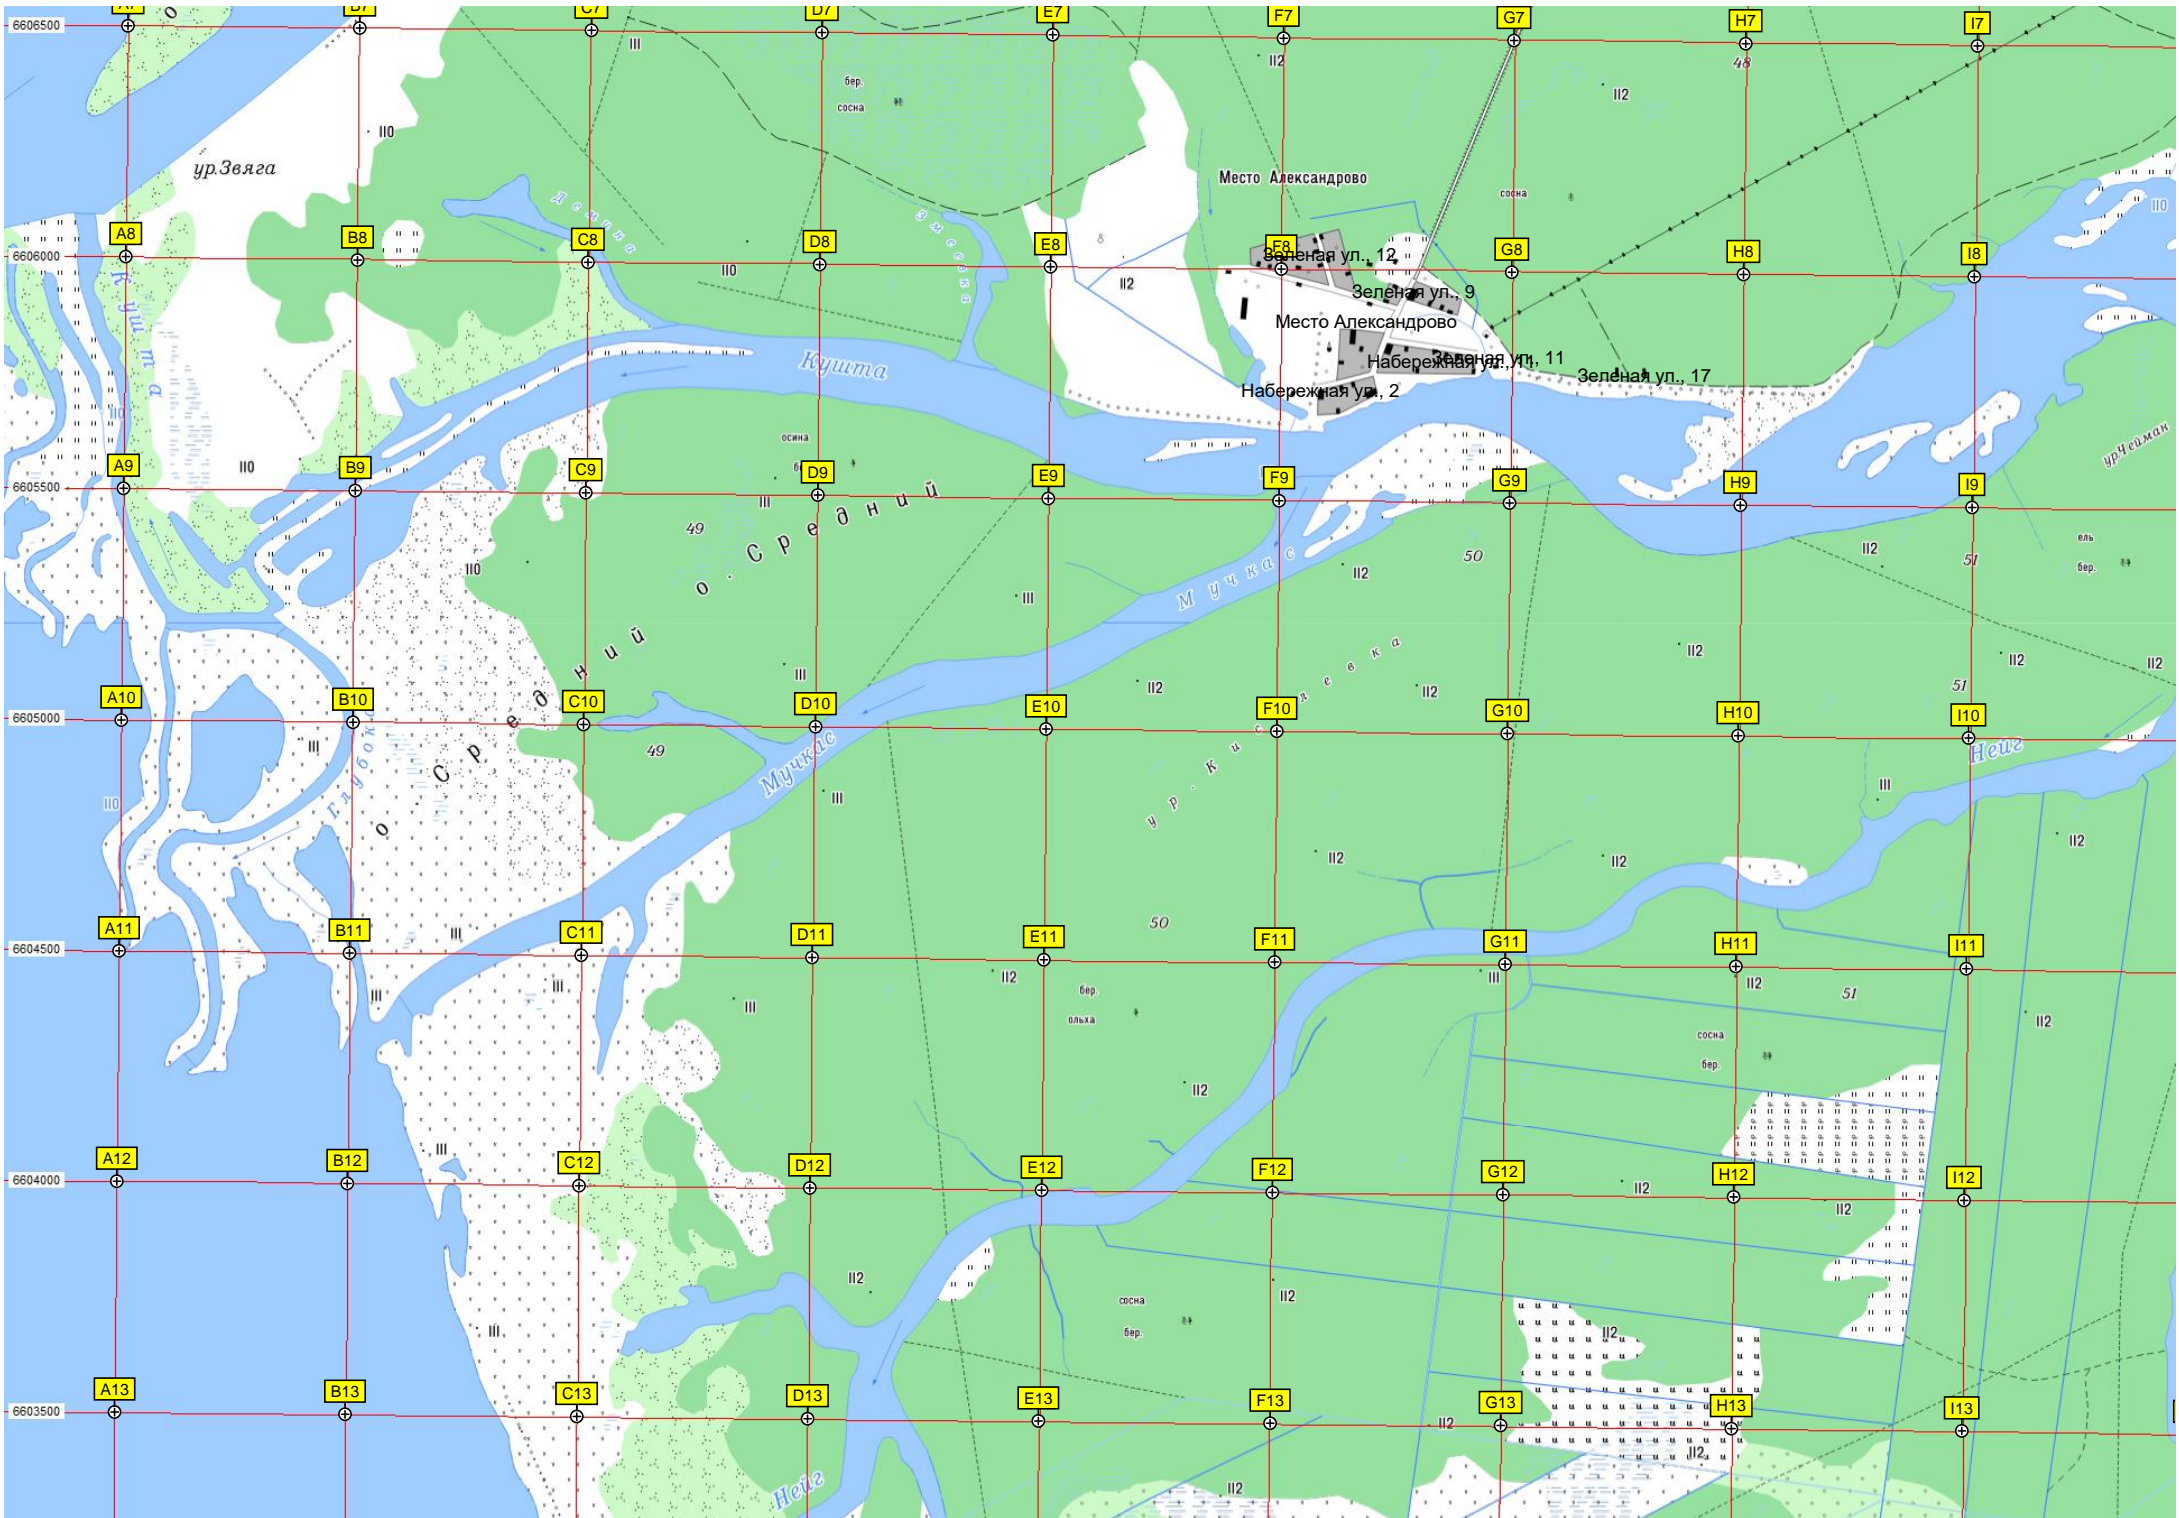 B7 C7 D7 E7 F7 G7 H7 I7
6606500
III
II2
48
II2
бер.
сосна
II0
ур.Звяга
Место Александрово
сосна
Демина
Змеевка
II0
A8 B8 C8 D8 E8 F8 G8 H8 I8
6606000
Зеленая ул., 12
II0
II2
Зеленая ул., 9
Кушта
Место Александрово
Кушта
Набережная ул., 11
Зеленая ул., 11
Зеленая ул., 17
Набережная ул., 2
II0
осина
ур.Чейман
II0
A9 B9 C9 D9 E9 F9 G9 H9 I9
6605500
III
о. Средний
49
50
51
II2
ель
бер.
II0
II2
Мучкас
III
о. Средний
ур. Киселевка
II2
II2
II2
III
II2
II2
51
A10 B10 C10 D10 E10 F10 G10 H10 I10
6605000
III
49
Нейг
Мучкас
III
III
II0
II2
II2
II2
50
A11 B11 C11 D11 E11 F11 G11 H11 I11
6604500
III
III
III
III
II2
III
II2
51
бер.
ольха
II2
сосна
бер.
II2
III
A12 B12 C12 D12 E12 F12 G12 H12 I12
6604000
II2
II2
II2
II2
сосна
бер.
III
II2
A13 B13 C13 D13 E13 F13 G13 H13 I13
6603500
II2
II2
Нейг
II2